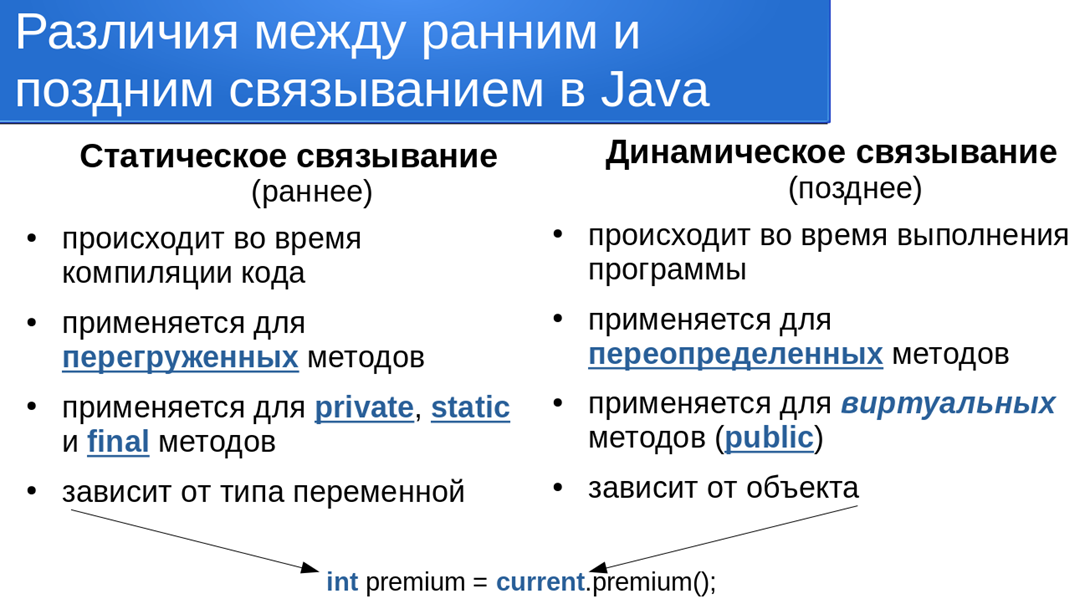 Различия между ранним и
поздним связыванием в Java
Статическое связывание
(раннее)
• происходит во время
компиляции кода
• применяется для
перегруженных методов
• применяется для private, static
и final методов
• зависит от типа переменной
Динамическое связывание
(позднее)
• происходит во время выполнения
программы
• применяется для
переопределенных методов
• применяется для виртуальных
методов (public)
• зависит от объекта
int premium = current.premium();